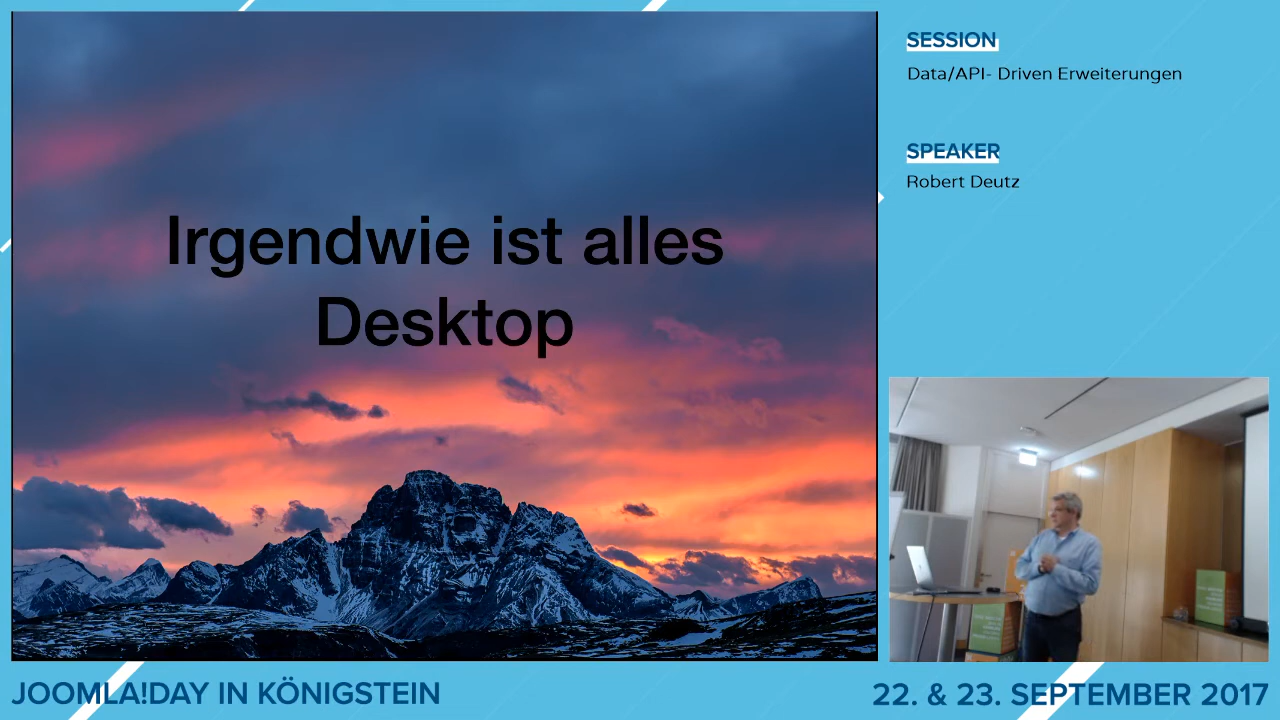 Irgendwie ist alles
Desktop
SESSION
Data/API- Driven Erweiterungen
SPEAKER
Robert Deutz
JOOMLA!DAY IN KÖNIGSTEIN
22. & 23. SEPTEMBER 2017